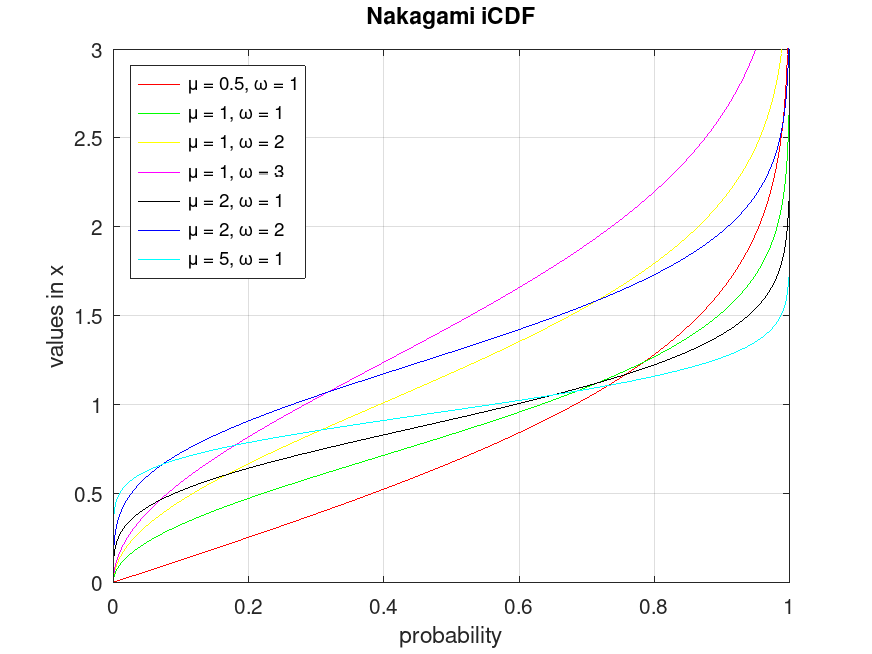 Nakagami iCDF
3
2.5
2
1.5
1
0.5
0
values in x
μ = 0.5, ω = 1
μ = 1, ω = 1
μ = 1, ω = 2
μ = 1, ω = 3
μ = 2, ω = 1
μ = 2, ω = 2
μ = 5, ω = 1
0 0.2 0.4 0.6 0.8 1
probability